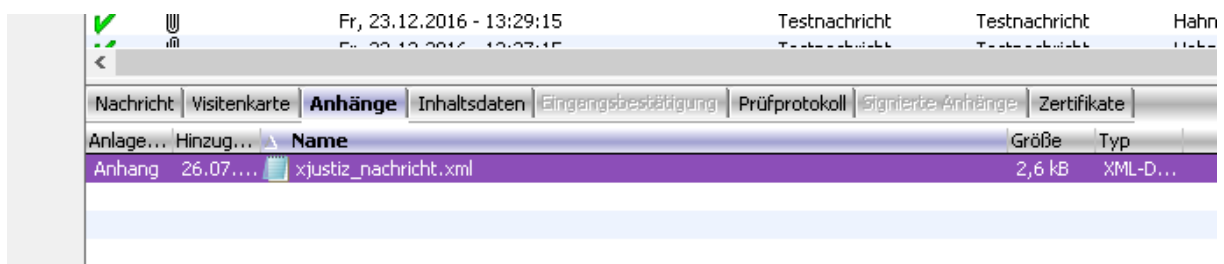 Fr, 23.12.2016 - 13:29:15 Testnachricht Testnachricht Hahn
Nachricht Visitenkarte Anhänge Inhaltsdaten Eingangsbestätigung Prüfprotokoll Signierte Anhänge Zertifikate
Anlage... Hinzug... Name Größe Typ
Anhang 26.07.... xjustiz_nachricht.xml 2,6 kB XML-D...